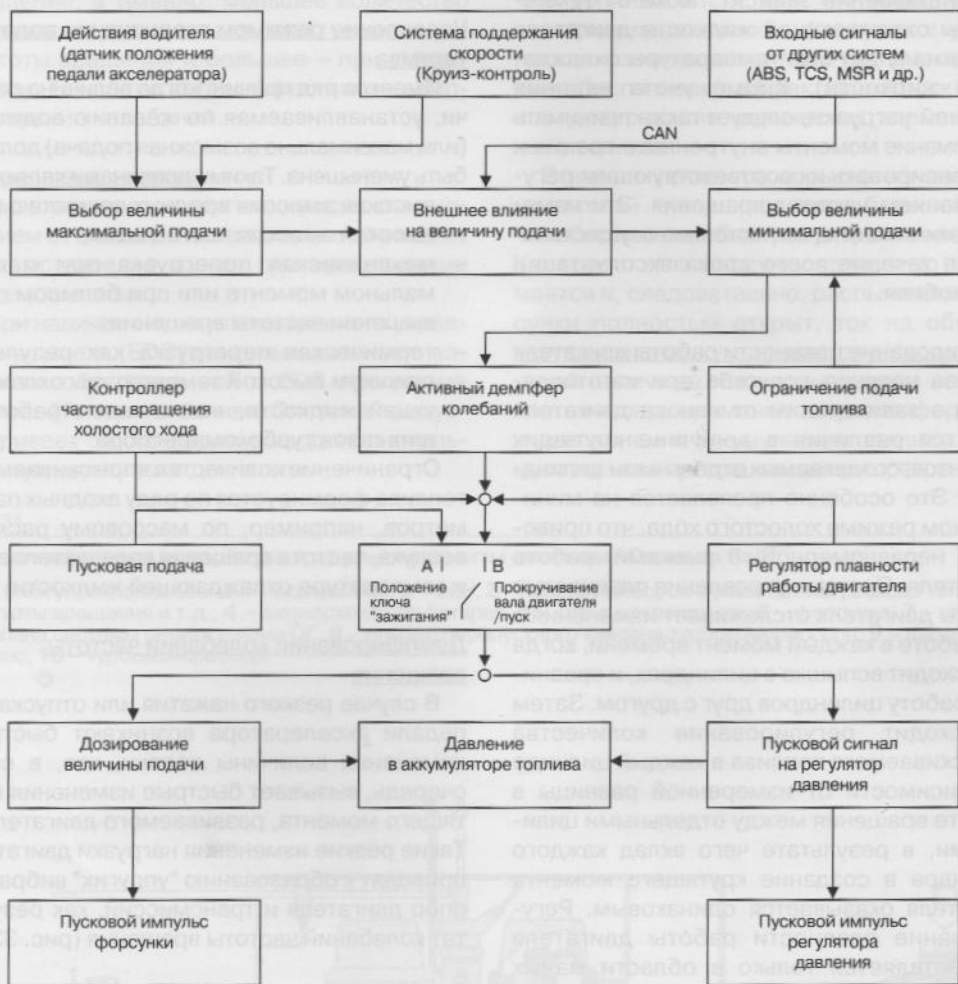 Действия водителя
(датчик положения
педали акселератора)
Система поддержания
скорости
(Круиз-контроль)
Входные сигналы
от других систем
(ABS, TCS, MSR и др.)
CAN
Выбор величины
максимальной подачи
Внешнее влияние
на величину подачи
Выбор величины
минимальной подачи
Контроллер
частоты вращения
холостого хода
Активный демпфер
колебаний
Ограничение подачи
топлива
Пусковая подача
A
B
Положение
ключа
"зажигания"
Прокручивание
вала двигателя
/пуск
Регулятор плавности
работы двигателя
Дозирование
величины подачи
Давление
в аккумуляторе топлива
Пусковой сигнал
на регулятор
давления
Пусковой импульс
форсунки
Пусковой импульс
регулятора
давления